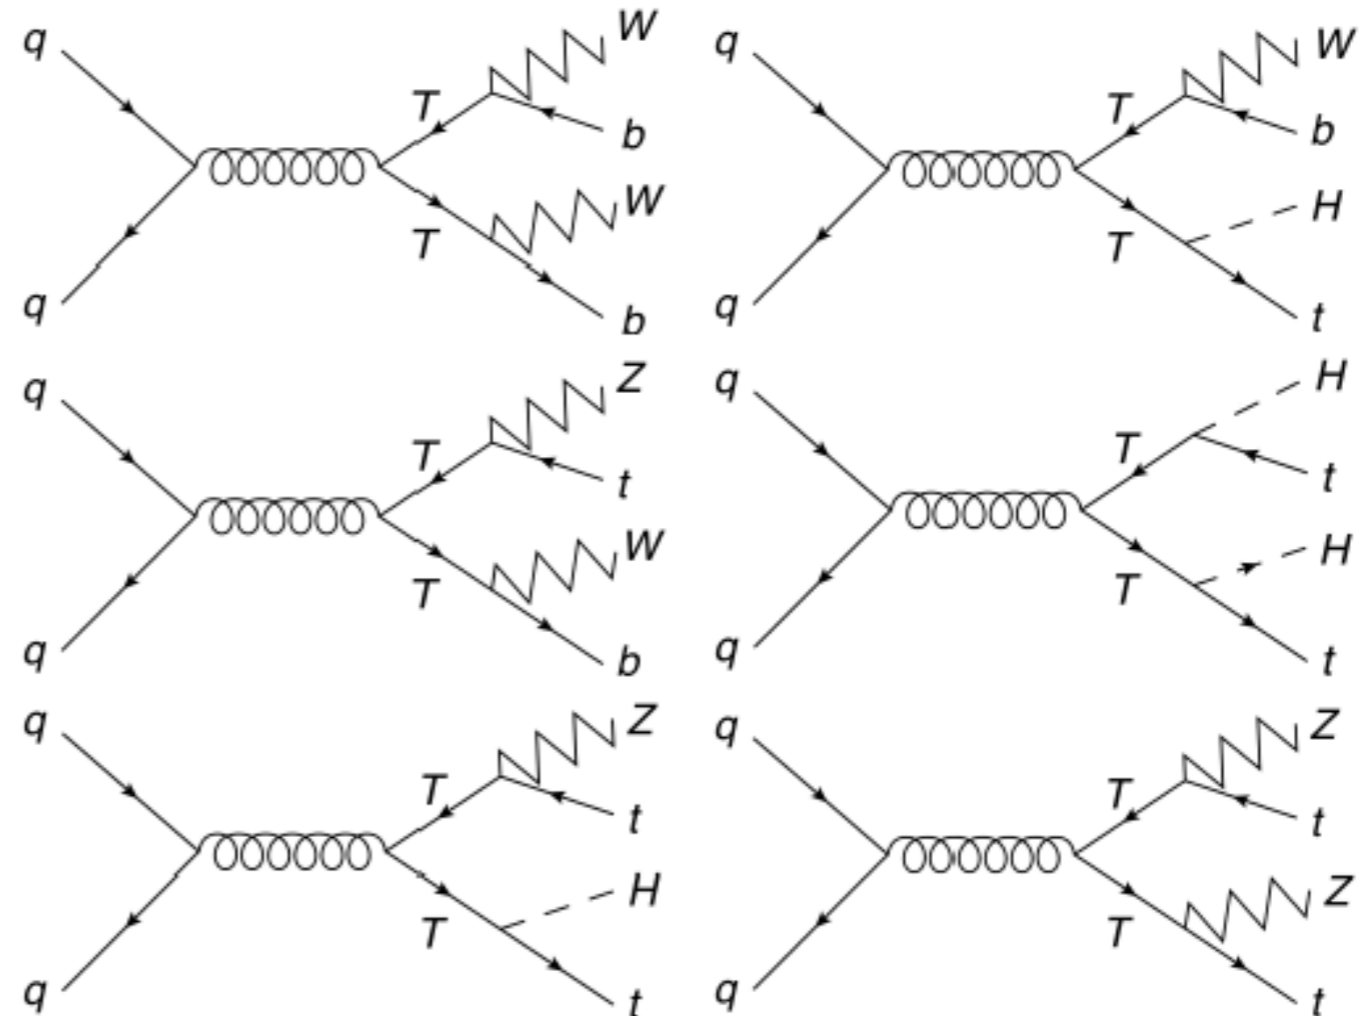 q W q W
T b T b
W H
T T
q b q t
q Z q H
T t T t
W H
T T
q b q t
q Z q Z
T t T t
H Z
T T
q t q t